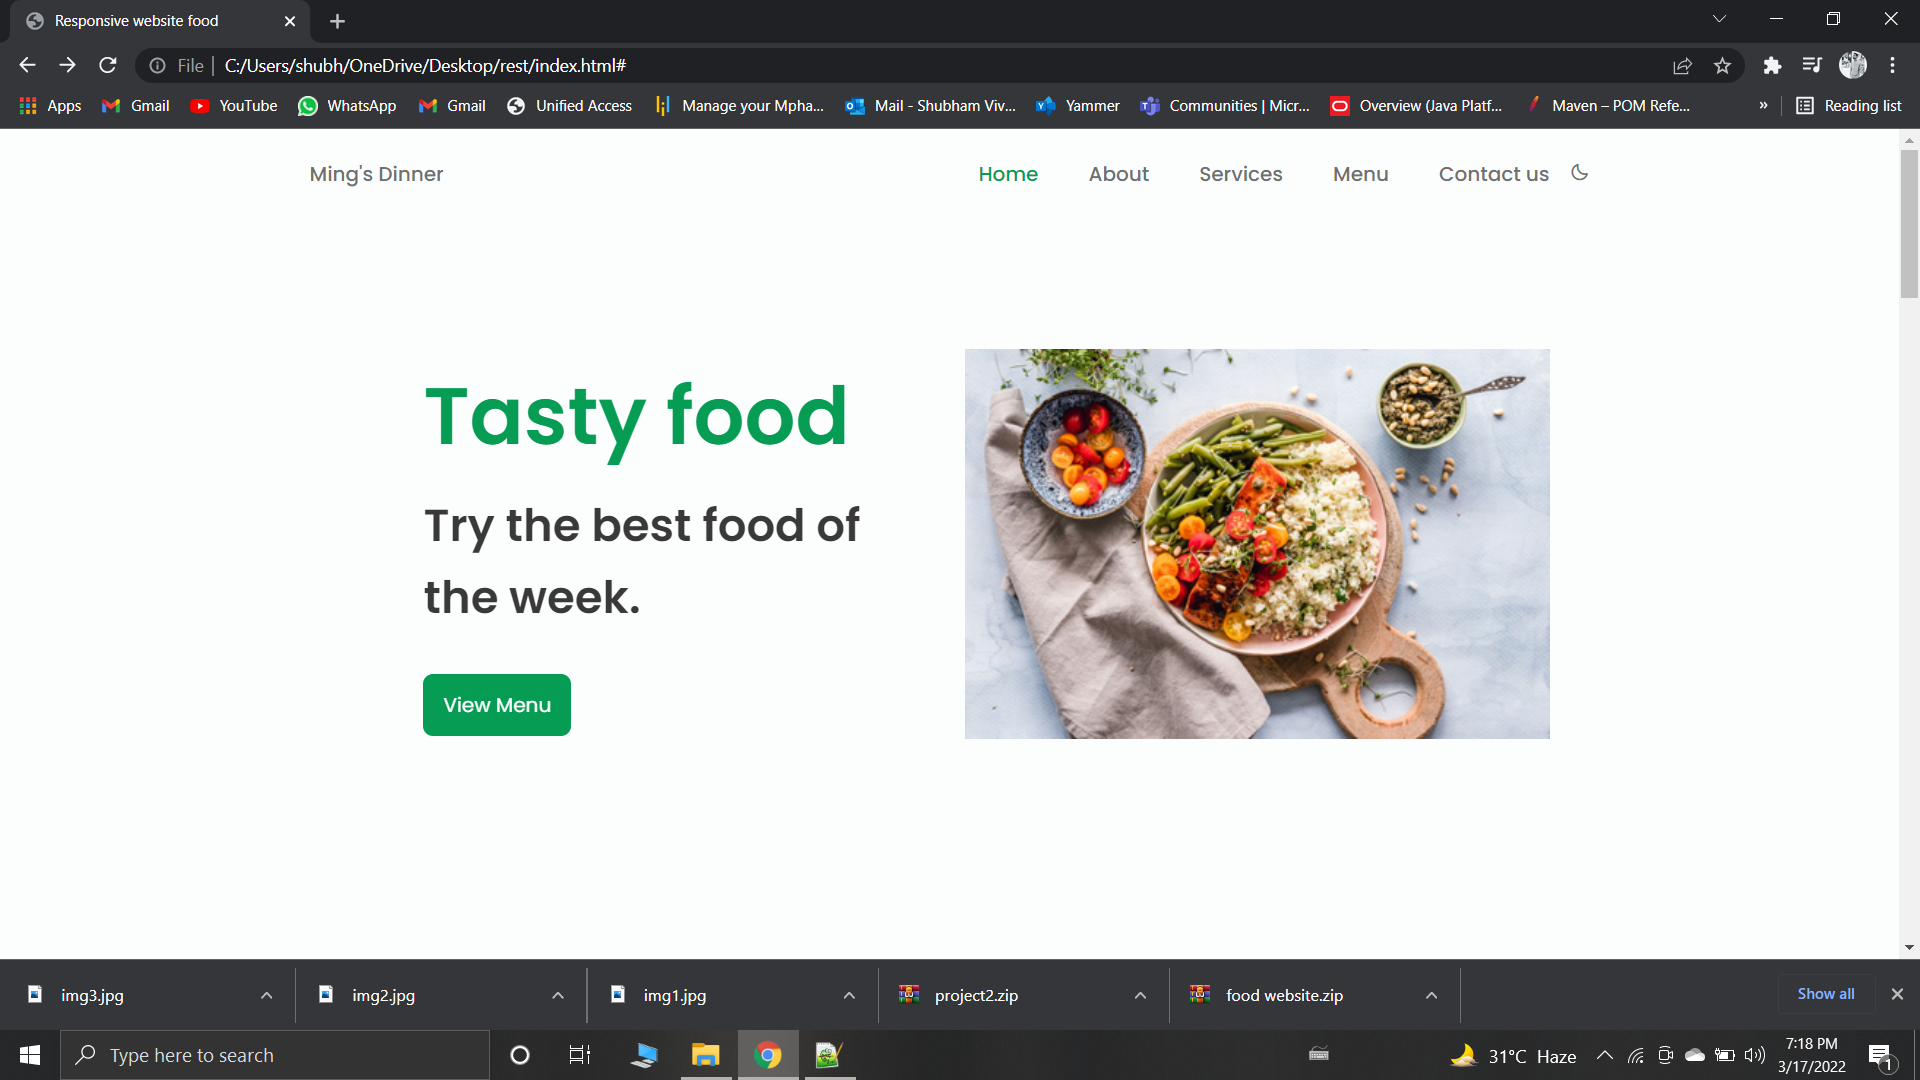 Responsive website food
File
C:/Users/shubh/OneDrive/Desktop/rest/index.html#
Apps
Gmail
YouTube
WhatsApp
Gmail
Unified Access
Manage your Mpha...
Mail - Shubham Viv...
Yammer
Communities | Micr...
Overview (Java Platf...
Maven – POM Refe...
»
Reading list
Ming's Dinner
Home
About
Services
Menu
Contact us
Tasty food
Try the best food of
the week.
View Menu
img3.jpg
img2.jpg
img1.jpg
project2.zip
food website.zip
Show all
Type here to search
31°C Haze
7:18 PM
3/17/2022
1